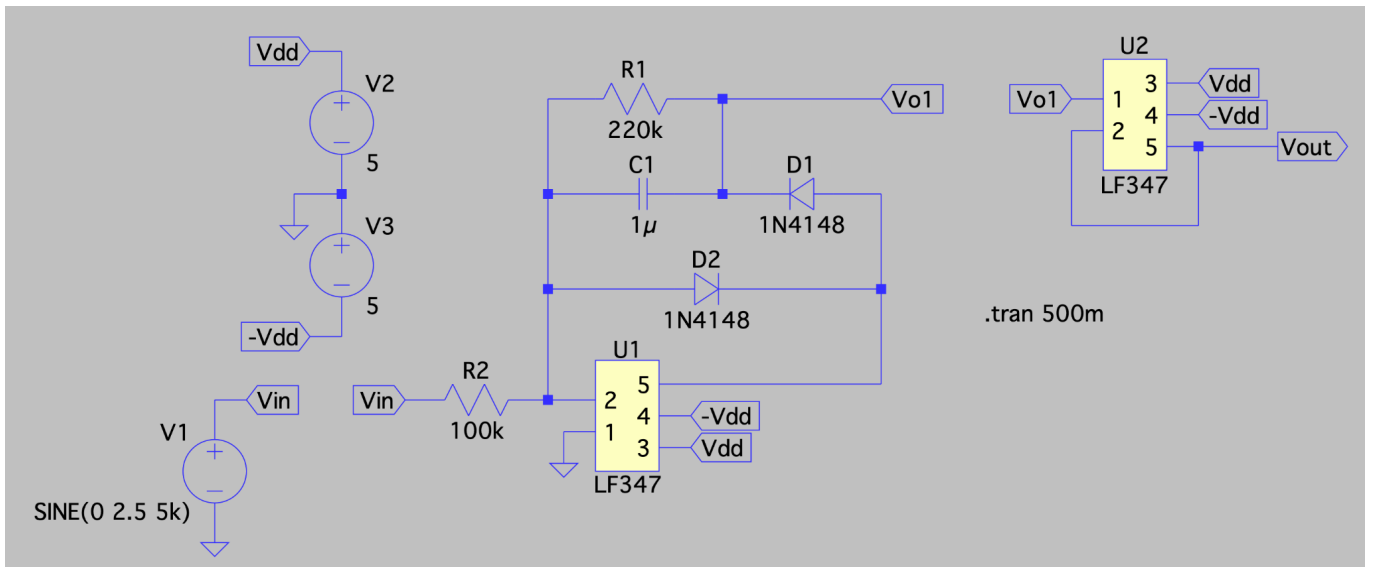 Vdd
V2
+
−
5
V3
+
−
5
-Vdd
Vin
V1
+
−
SINE(0 2.5 5k)
R1
220k
Vo1
C1
1µ
D1
1N4148
D2
1N4148
Vin
R2
100k
U1
2
1
5
4
3
-Vdd
Vdd
LF347
U2
Vo1
1
2
3
4
5
Vdd
-Vdd
Vout
LF347
.tran 500m